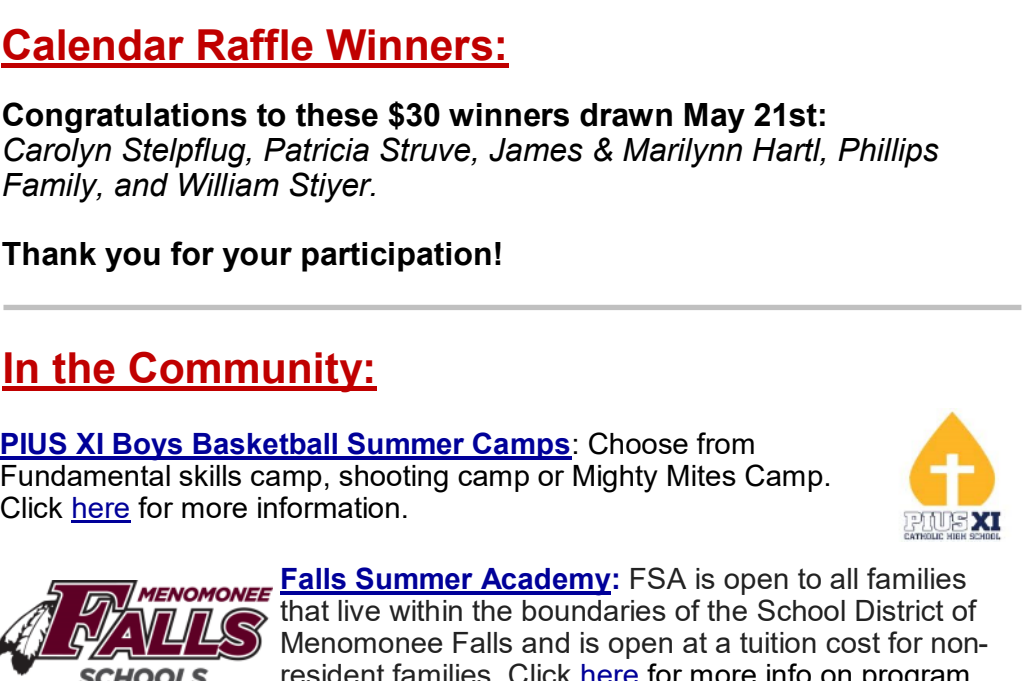 Calendar Raffle Winners:
Congratulations to these $30 winners drawn May 21st:
Carolyn Stelpflug, Patricia Struve, James & Marilynn Hartl, Phillips
Family, and William Stiyer.
Thank you for your participation!
In the Community:
PIUS XI Boys Basketball Summer Camps: Choose from
Fundamental skills camp, shooting camp or Mighty Mites Camp.
Click here for more information.
PIUS XI
CATHOLIC HIGH SCHOOL
MENOMONEE
FALLS
SCHOOLS
Falls Summer Academy: FSA is open to all families
that live within the boundaries of the School District of
Menomonee Falls and is open at a tuition cost for non-
resident families. Click here for more info on program